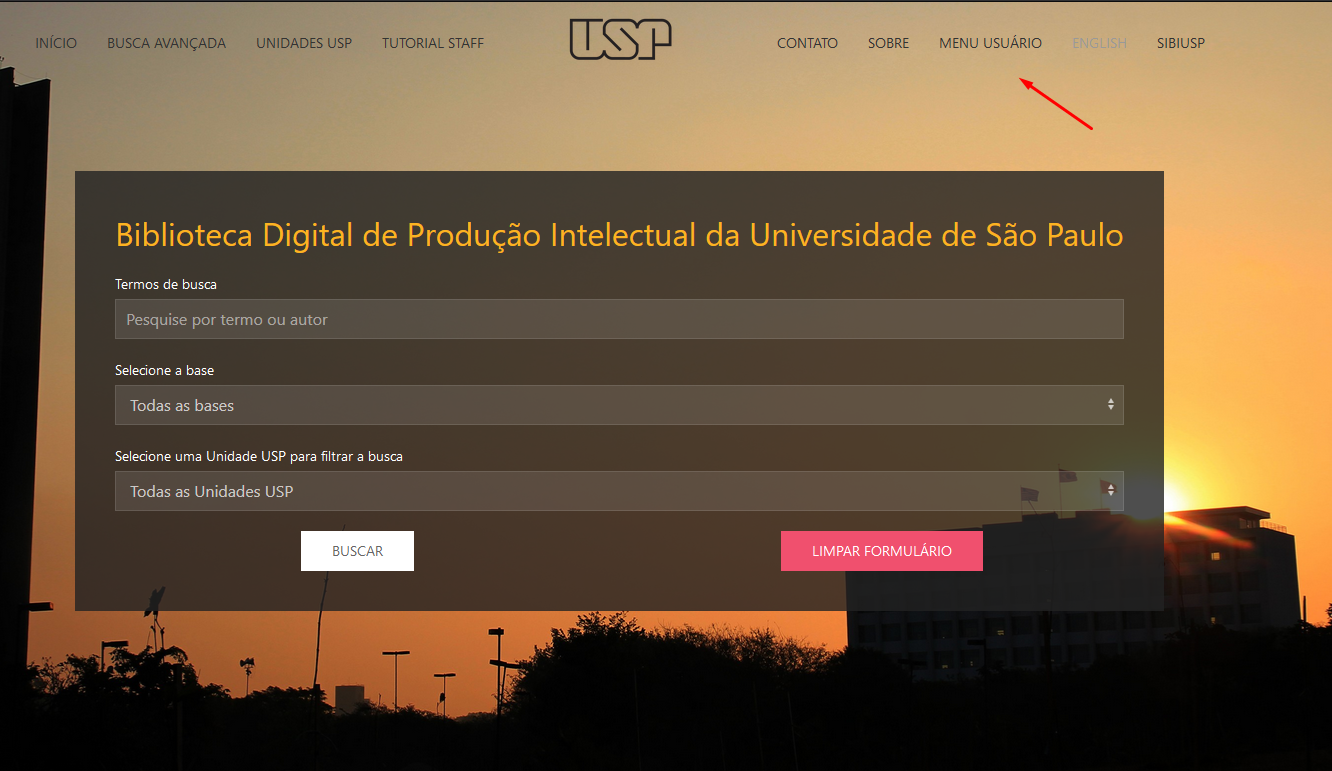 INÍCIO BUSCA AVANÇADA UNIDADES USP TUTORIAL STAFF USP CONTATO SOBRE MENU USUÁRIO ENGLISH SIBIUSP
Biblioteca Digital de Produção Intelectual da Universidade de São Paulo
Termos de busca
Pesquise por termo ou autor
Selecione a base
Todas as bases
Selecione uma Unidade USP para filtrar a busca
Todas as Unidades USP
BUSCAR LIMPAR FORMULÁRIO